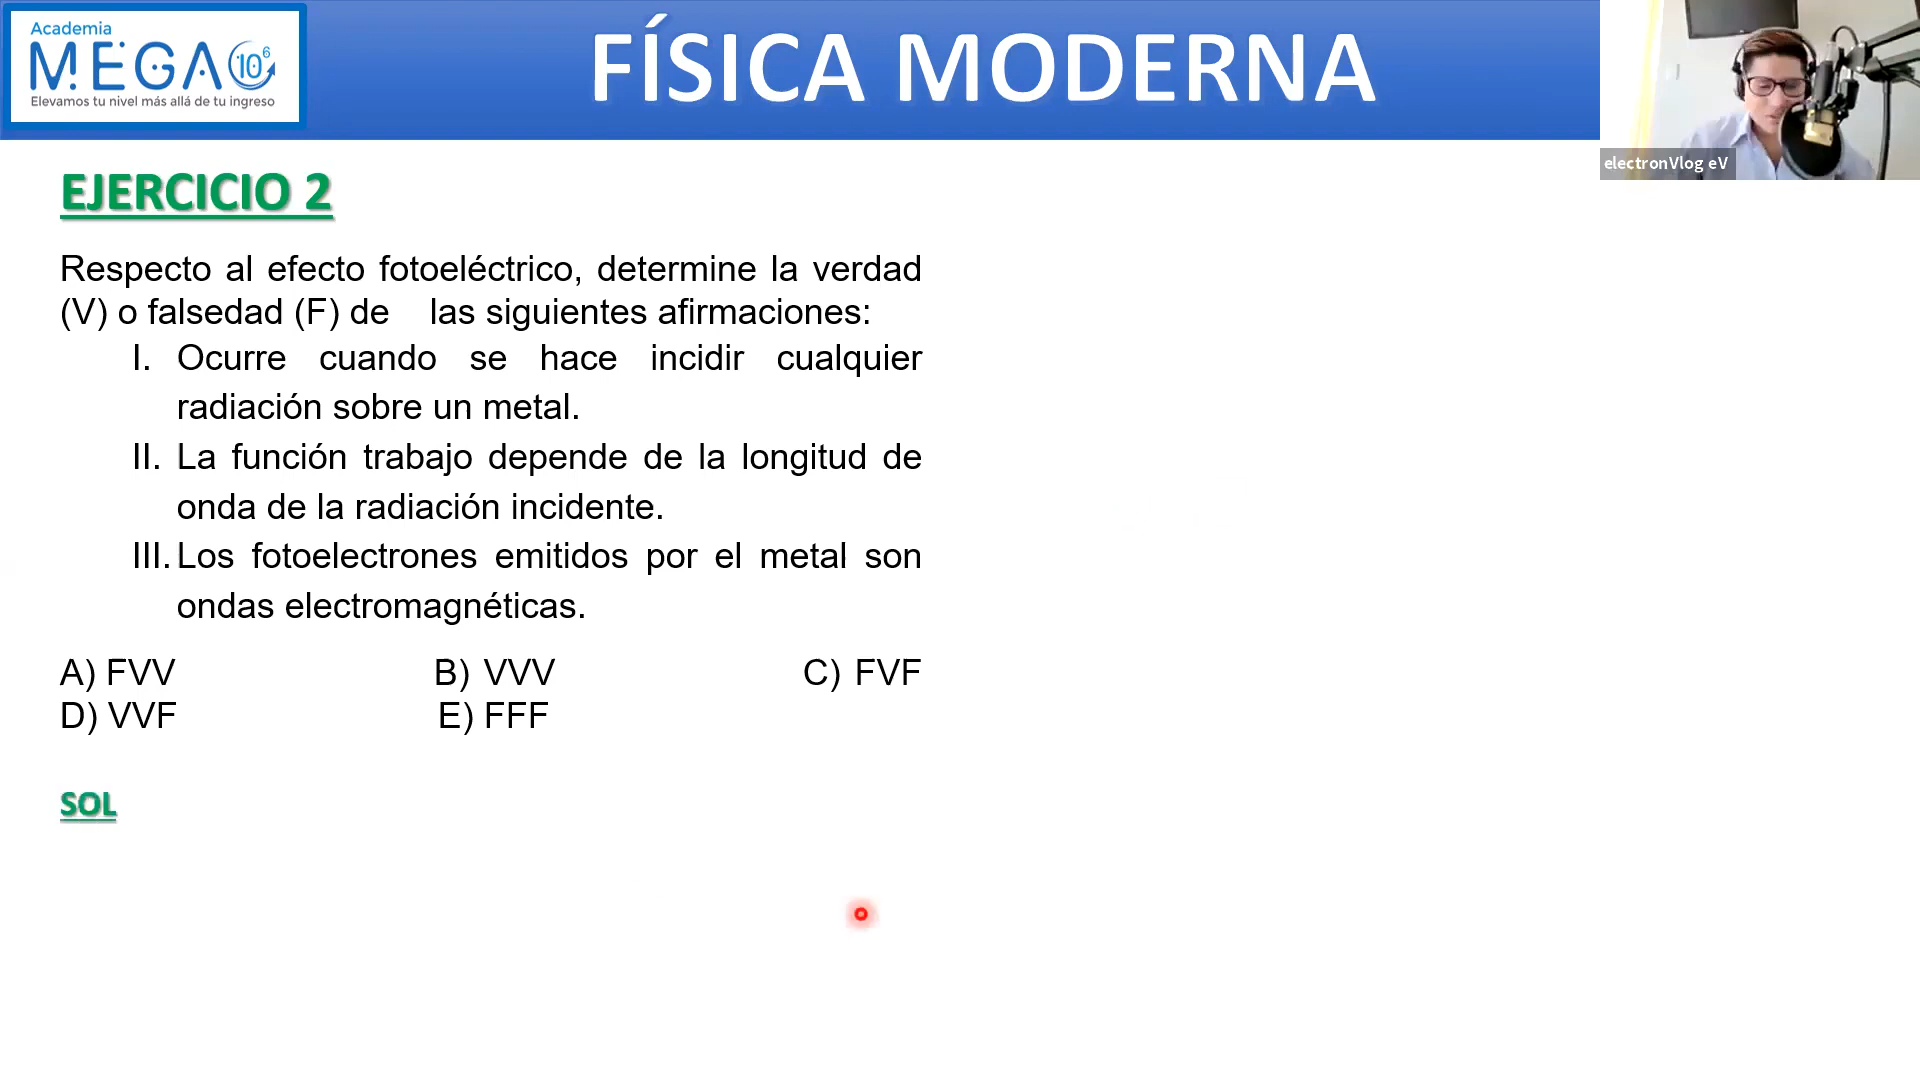 Academia
MEGA 10⁶
Elevamos tu nivel más allá de tu ingreso
FÍSICA MODERNA
electronVlog eV
EJERCICIO 2
Respecto al efecto fotoeléctrico, determine la verdad
(V) o falsedad (F) de las siguientes afirmaciones:
I. Ocurre cuando se hace incidir cualquier
radiación sobre un metal.
II. La función trabajo depende de la longitud de
onda de la radiación incidente.
III. Los fotoelectrones emitidos por el metal son
ondas electromagnéticas.
A) FVV B) VVV C) FVF
D) VVF E) FFF
SOL